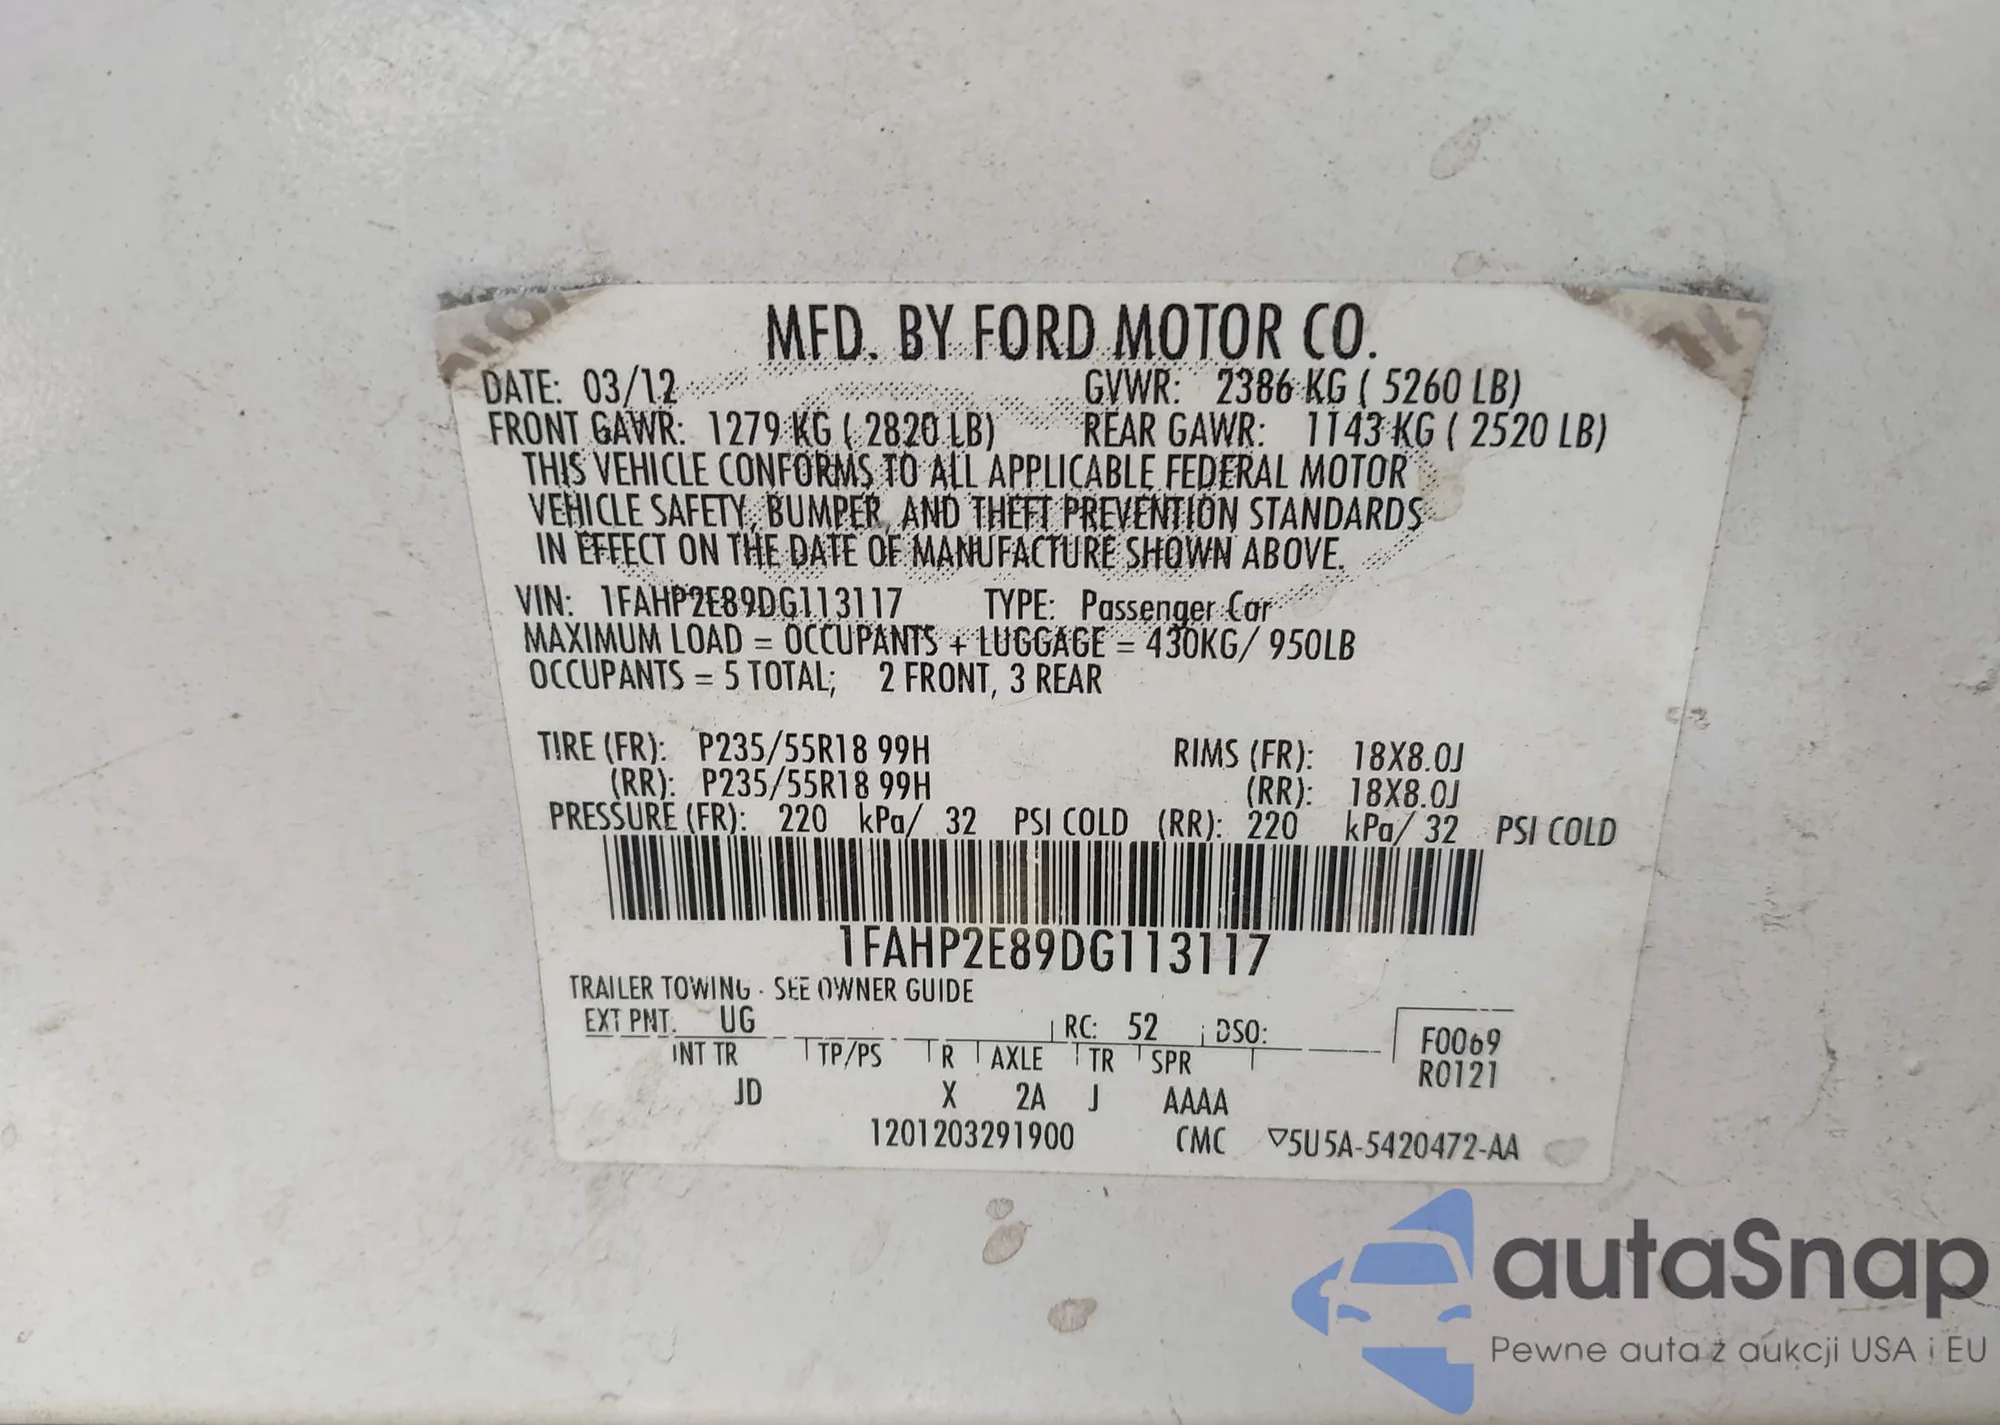 MFD. BY FORD MOTOR CO.
DATE: 03/12 GVWR: 2386 KG ( 5260 LB)
FRONT GAWR: 1279 KG ( 2820 LB) REAR GAWR: 1143 KG ( 2520 LB)
THIS VEHICLE CONFORMS TO ALL APPLICABLE FEDERAL MOTOR
VEHICLE SAFETY, BUMPER, AND THEFT PREVENTION STANDARDS
IN EFFECT ON THE DATE OF MANUFACTURE SHOWN ABOVE.
VIN: 1FAHP2E89DG113117 TYPE: Passenger Car
MAXIMUM LOAD = OCCUPANTS + LUGGAGE = 430KG/ 950LB
OCCUPANTS = 5 TOTAL; 2 FRONT, 3 REAR
TIRE (FR): P235/55R18 99H RIMS (FR): 18X8.0J
(RR): P235/55R18 99H (RR): 18X8.0J
PRESSURE (FR): 220 kPa/ 32 PSI COLD (RR): 220 kPa/ 32 PSI COLD
1FAHP2E89DG113117
TRAILER TOWING - SEE OWNER GUIDE
EXT PNT. UG RC: 52 DSO:
F0069
INT TR TP/PS R AXLE TR SPR
R0121
JD X 2A J AAAA
1201203291900 CMC ▽5U5A-5420472-AA
autaSnap
Pewne auta z aukcji USA i EU